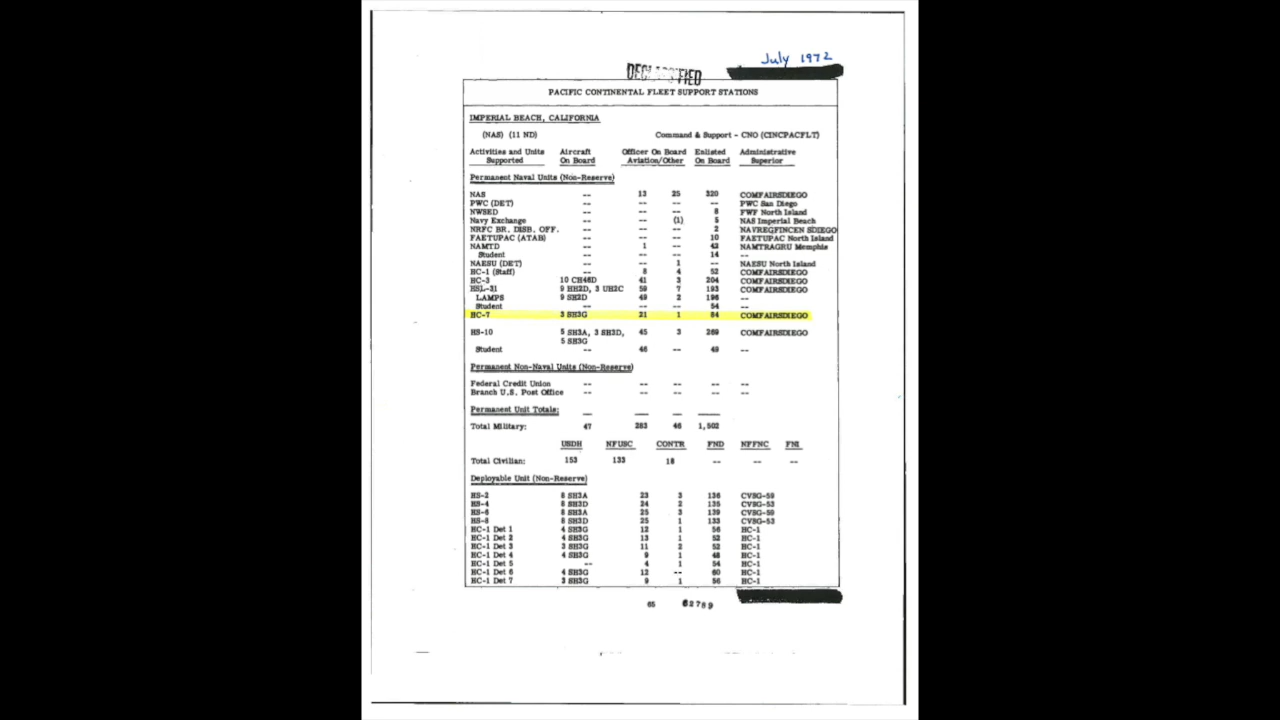 July 1972
DECLASSIFIED
PACIFIC CONTINENTAL FLEET SUPPORT STATIONS
IMPERIAL BEACH, CALIFORNIA
(NAS) (11 ND) Command & Support - CNO (CINCPACFLT)
Activities and Units Aircraft Officer On Board Enlisted Administrative
Supported On Board Aviation/Other On Board Superior
Permanent Naval Units (Non-Reserve)
NAS -- 13 25 320 COMFAIRSDIEGO
PWC (DET) -- -- -- -- PWC San Diego
NWSED -- -- -- 8 FWF North Island
Navy Exchange -- -- (1) 5 NAS Imperial Beach
NRFC BR. DISB. OFF. -- -- -- 2 NAVREGFINCEN SDIEGO
FAETUPAC (ATAB) -- -- -- 10 FAETUPAC North Island
NAMTD -- 1 -- 42 NAMTRAGRU Memphis
Student -- -- -- 14 --
NAESU (DET) -- -- 1 -- NAESU North Island
HC-1 (Staff) -- 8 4 52 COMFAIRSDIEGO
HC-3 10 CH46D 41 3 204 COMFAIRSDIEGO
HSL-31 9 HH2D, 3 UH2C 59 7 193 COMFAIRSDIEGO
LAMPS 9 SH2D 49 2 196 --
Student -- -- -- 54 --
HC-7 3 SH3G 21 1 84 COMFAIRSDIEGO
HS-10 5 SH3A, 3 SH3D, 45 3 269 COMFAIRSDIEGO
5 SH3G
Student -- 46 -- 49 --
Permanent Non-Naval Units (Non-Reserve)
Federal Credit Union -- -- -- -- --
Branch U.S. Post Office -- -- -- -- --
Permanent Unit Totals:
Total Military: 47 283 46 1,502
USDH NFUSC CONTR FND NFFNC FNI
Total Civilian: 153 133 18 -- -- --
Deployable Unit (Non-Reserve)
HS-2 8 SH3A 23 3 136 CVSG-59
HS-4 8 SH3D 24 2 135 CVSG-53
HS-6 8 SH3A 25 3 139 CVSG-59
HS-8 8 SH3D 25 1 133 CVSG-53
HC-1 Det 1 4 SH3G 12 1 56 HC-1
HC-1 Det 2 4 SH3G 13 1 52 HC-1
HC-1 Det 3 3 SH3G 11 2 52 HC-1
HC-1 Det 4 4 SH3G 9 1 48 HC-1
HC-1 Det 5 -- 4 1 54 HC-1
HC-1 Det 6 4 SH3G 12 -- 60 HC-1
HC-1 Det 7 3 SH3G 9 1 56 HC-1
65 62789